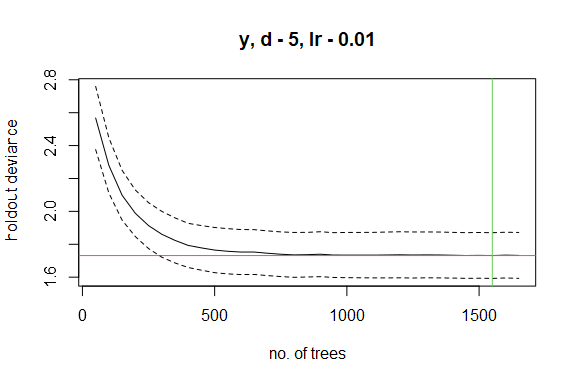 y, d - 5, lr - 0.01
holdout deviance
2.8
2.4
2.0
1.6
0
500
1000
1500
no. of trees